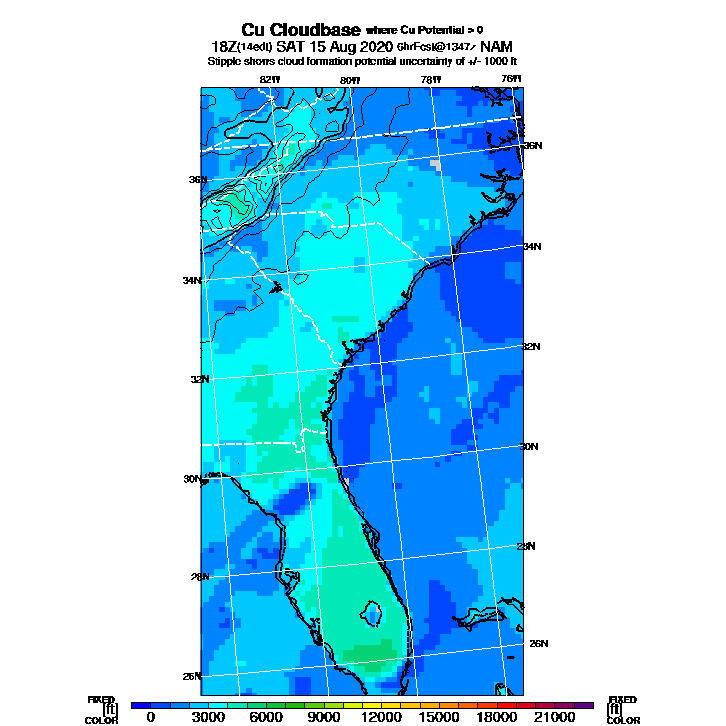 Cu Cloudbase where Cu Potential > 0
18Z(14edt) SAT 15 Aug 2020 6hrFcst@1347z NAM
Stipple shows cloud formation potential uncertainty of +/- 1000 ft
82W 80W 78W 76W
36N
36N
34N
34N
32N
32N
30N
30N
28N
28N
26N
26N
FIXED FIXED
[ft] [ft]
COLOR COLOR
0 3000 6000 9000 12000 15000 18000 21000